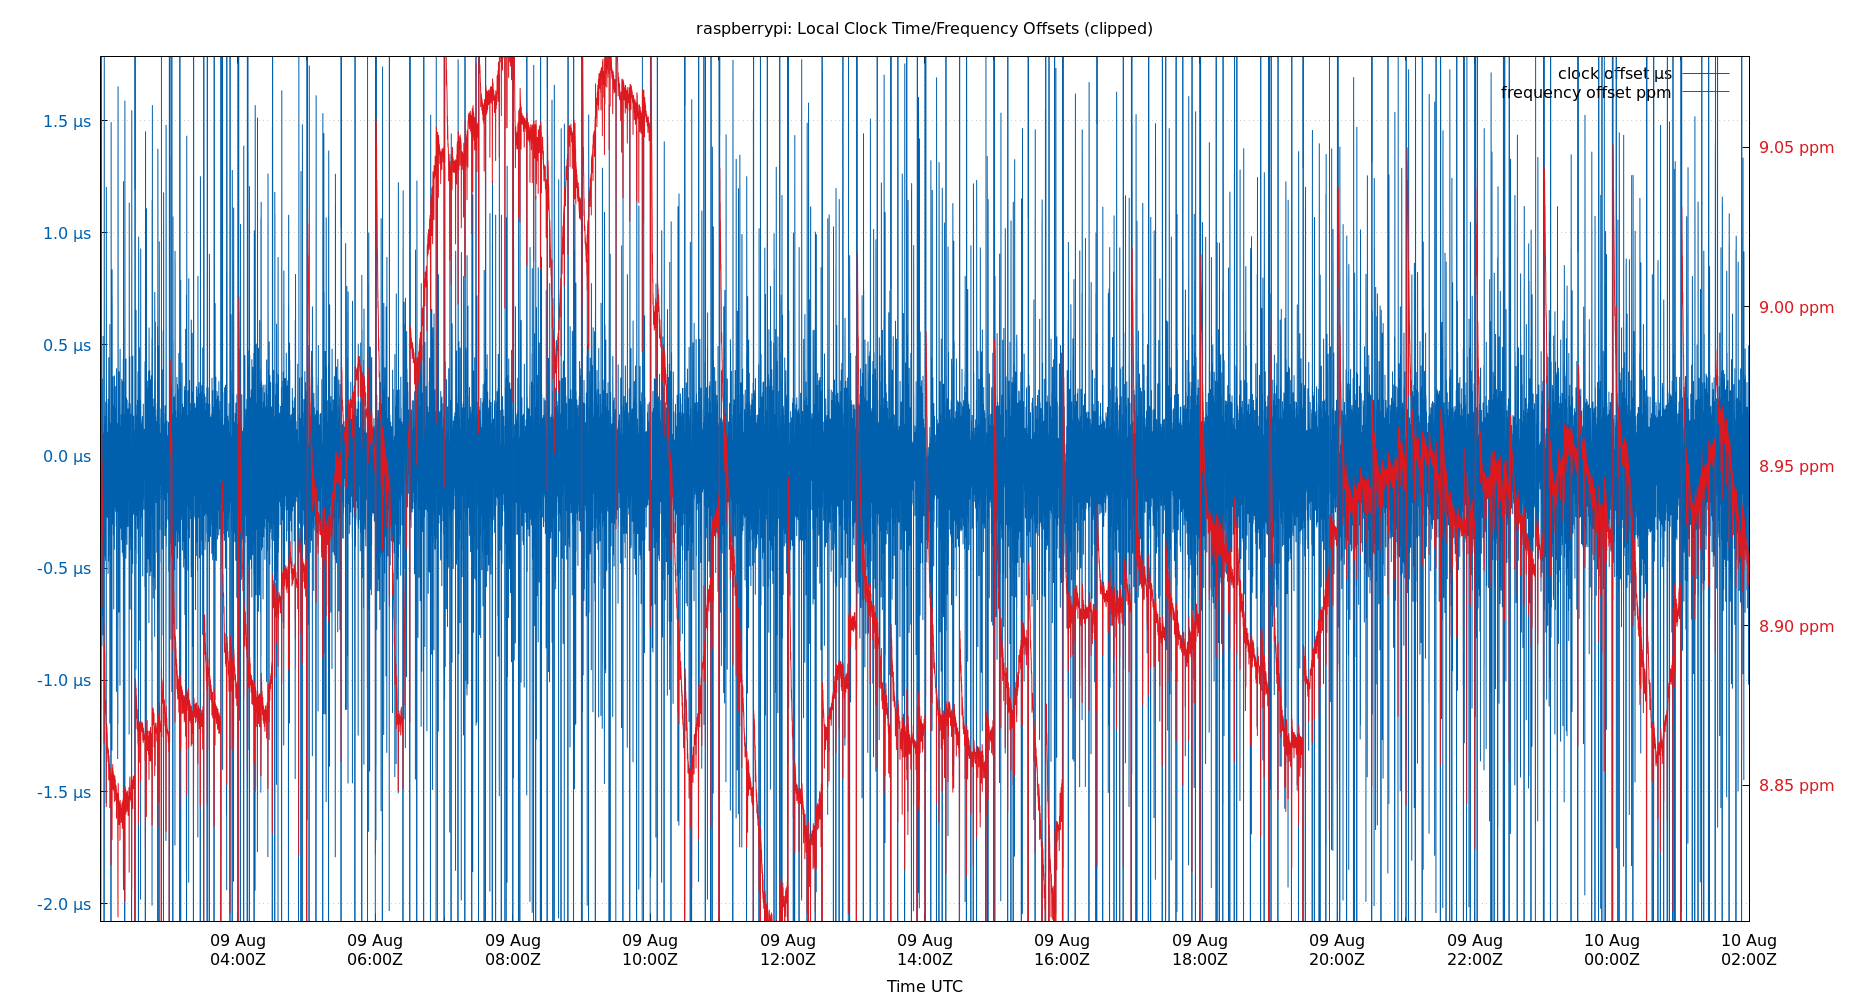 raspberrypi: Local Clock Time/Frequency Offsets (clipped)
clock offset µs
frequency offset ppm
1.5 µs
1.0 µs
0.5 µs
0.0 µs
-0.5 µs
-1.0 µs
-1.5 µs
-2.0 µs
9.05 ppm
9.00 ppm
8.95 ppm
8.90 ppm
8.85 ppm
09 Aug 09 Aug 09 Aug 09 Aug 09 Aug 09 Aug 09 Aug 09 Aug 09 Aug 09 Aug 10 Aug 10 Aug
04:00Z 06:00Z 08:00Z 10:00Z 12:00Z 14:00Z 16:00Z 18:00Z 20:00Z 22:00Z 00:00Z 02:00Z
Time UTC